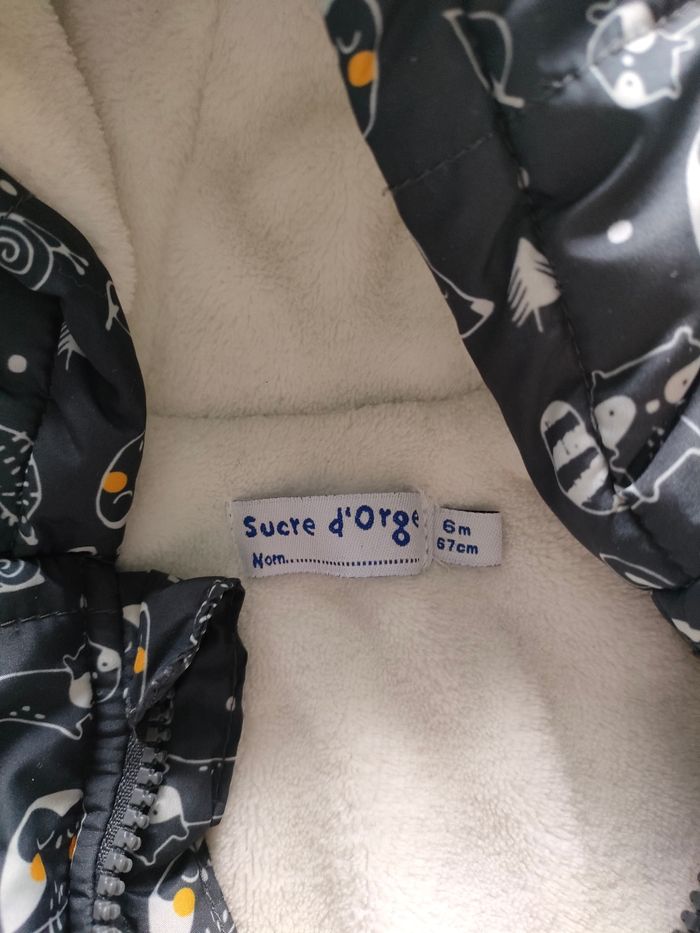 Sucre d'Orge
Nom..............................
6m
67cm